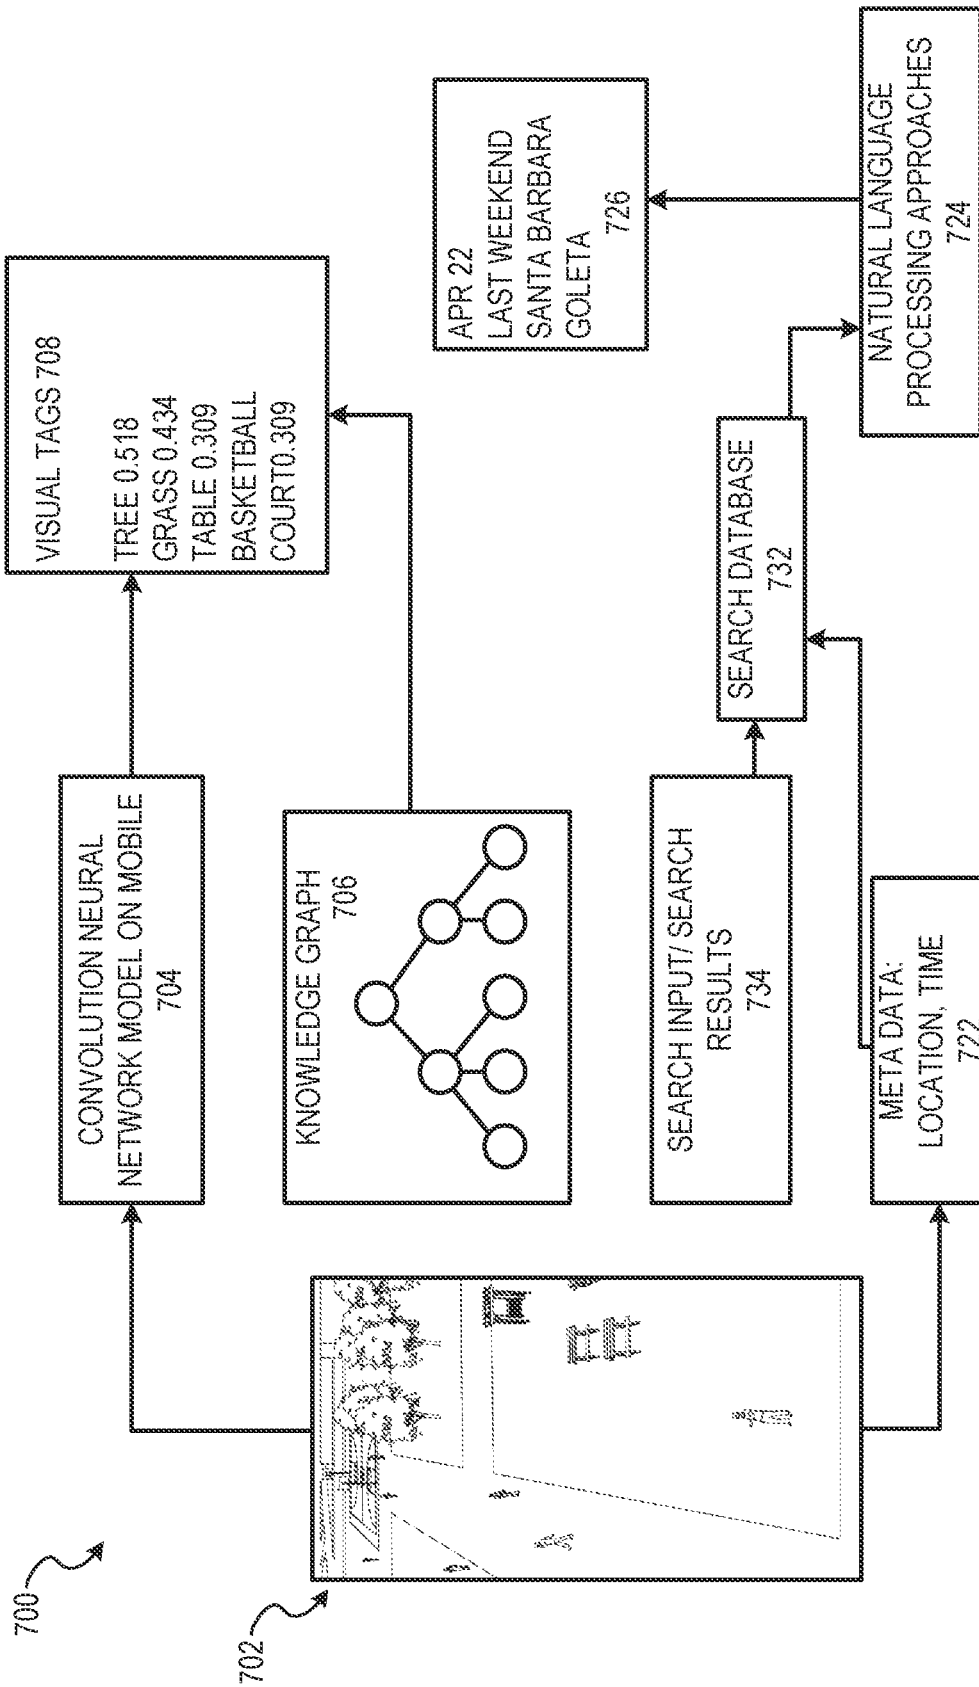 700
702
CONVOLUTION NEURAL
NETWORK MODEL ON MOBILE
704
VISUAL TAGS 708
TREE 0.518
GRASS 0.434
TABLE 0.309
BASKETBALL
COURT0.309
KNOWLEDGE GRAPH
706
SEARCH INPUT/ SEARCH
RESULTS
734
SEARCH DATABASE
732
APR 22
LAST WEEKEND
SANTA BARBARA
GOLETA
726
META DATA:
LOCATION, TIME
722
NATURAL LANGUAGE
PROCESSING APPROACHES
724